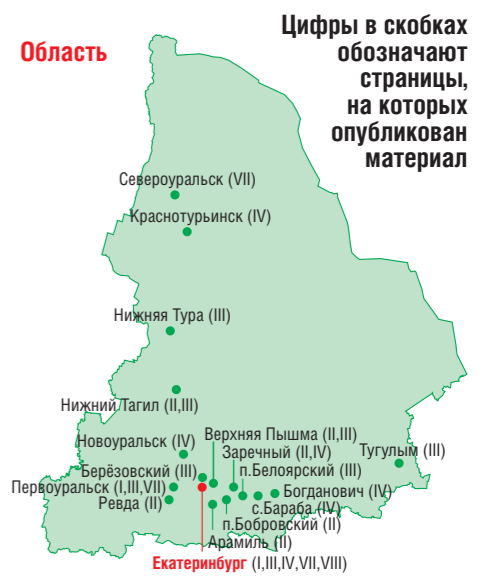 Область
Цифры в скобках
обозначают
страницы,
на которых
опубликован
материал
Североуральск (VII)
Краснотурьинск (IV)
Нижняя Тура (III)
Нижний Тагил (II,III)
Новоуральск (IV)
Верхняя Пышма (II,III)
Заречный (II,IV)
Тугулым (III)
Берёзовский (III)
п.Белоярский (III)
Первоуральск (I,III,VII)
Богданович (IV)
Ревда (II)
с.Бараба (IV)
п.Бобровский (II)
Арамиль (II)
Екатеринбург (I,III,IV,VII,VIII)